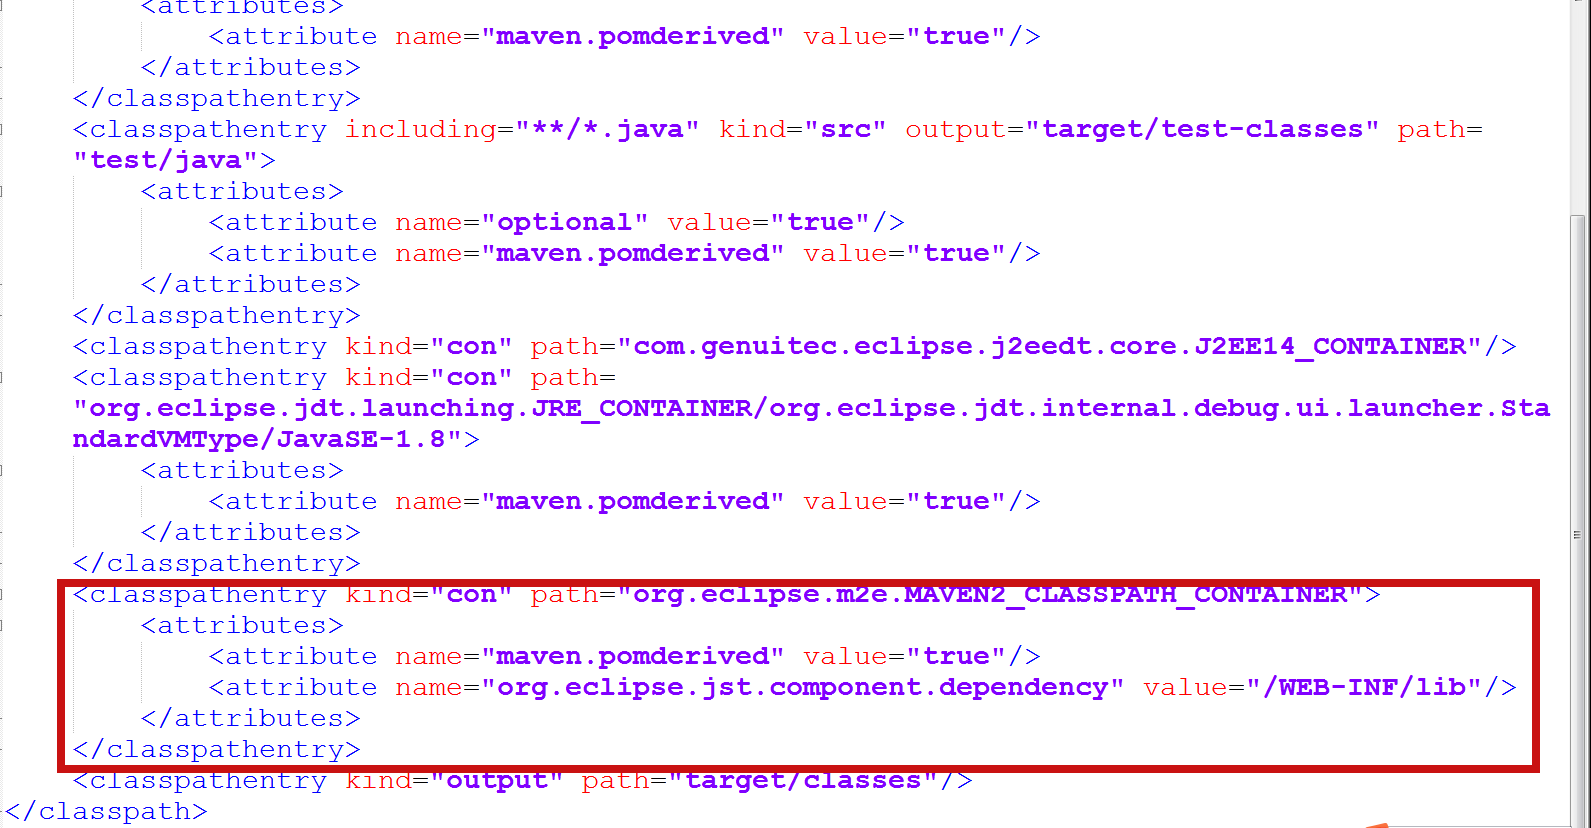 <attributes>
<attribute name="maven.pomderived" value="true"/>
</attributes>
</classpathentry>
<classpathentry including="**/*.java" kind="src" output="target/test-classes" path=
"test/java">
<attributes>
<attribute name="optional" value="true"/>
<attribute name="maven.pomderived" value="true"/>
</attributes>
</classpathentry>
<classpathentry kind="con" path="com.genuitec.eclipse.j2eedt.core.J2EE14_CONTAINER"/>
<classpathentry kind="con" path=
"org.eclipse.jdt.launching.JRE_CONTAINER/org.eclipse.jdt.internal.debug.ui.launcher.Sta
ndardVMType/JavaSE-1.8">
<attributes>
<attribute name="maven.pomderived" value="true"/>
</attributes>
</classpathentry>
<classpathentry kind="con" path="org.eclipse.m2e.MAVEN2_CLASSPATH_CONTAINER">
<attributes>
<attribute name="maven.pomderived" value="true"/>
<attribute name="org.eclipse.jst.component.dependency" value="/WEB-INF/lib"/>
</attributes>
</classpathentry>
<classpathentry kind="output" path="target/classes"/>
</classpath>